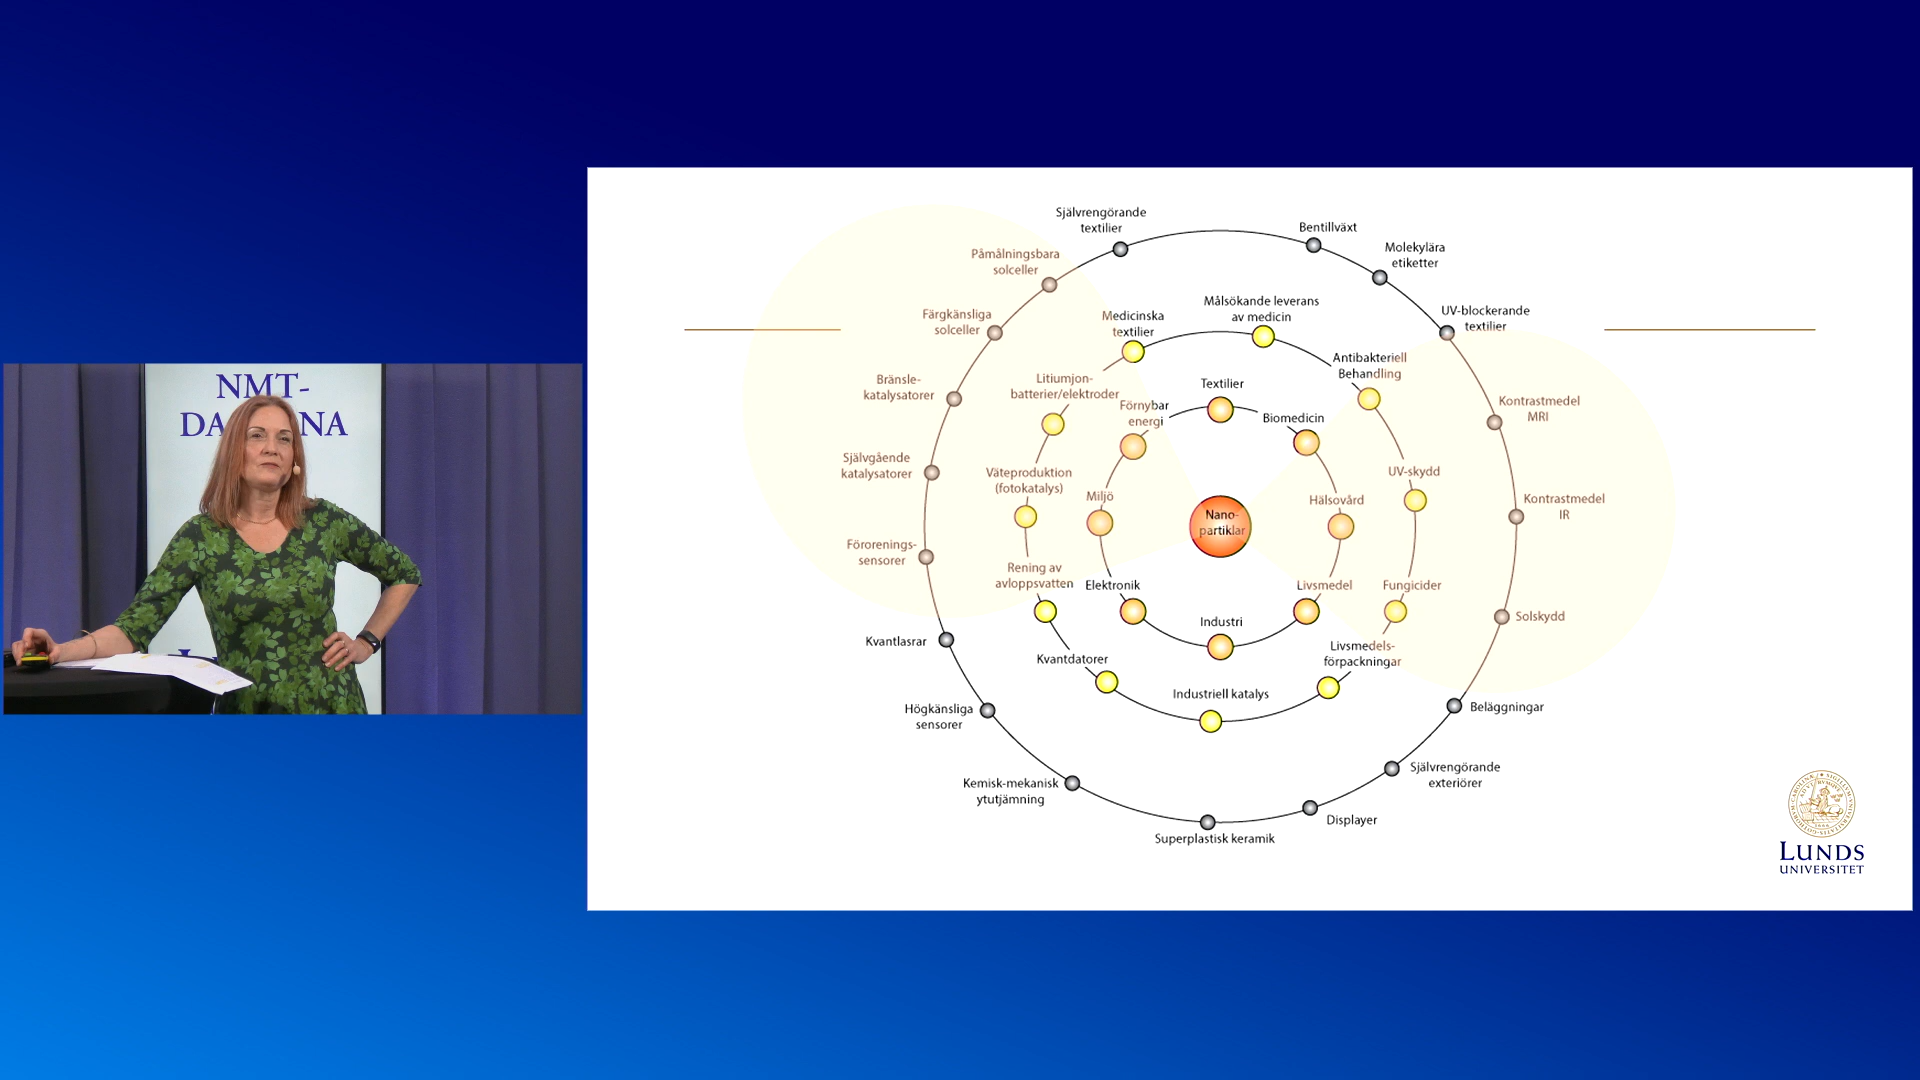 NMT-
DA NA
Självrengörande
textilier
Bentillväxt
Molekylära
etiketter
Påmålningsbara
solceller
Färgkänsliga
solceller
Medicinska
textilier
Målsökande leverans
av medicin
UV-blockerande
textilier
Bränsle-
katalysatorer
Litiumjon-
batterier/elektroder
Förnybar
energi
Textilier
Biomedicin
Antibakteriell
Behandling
Kontrastmedel
MRI
Självgående
katalysatorer
Väteproduktion
(fotokatalys)
Miljö
Nano-
partiklar
Hälsovård
UV-skydd
Kontrastmedel
IR
Förorenings-
sensorer
Rening av
avloppsvatten
Elektronik
Industri
Livsmedel
Fungicider
Solskydd
Kvantlasrar
Kvantdatorer
Industriell katalys
Livsmedels-
förpackningar
Högkänsliga
sensorer
Beläggningar
Kemisk-mekanisk
ytutjämning
Superplastisk keramik
Displayer
Självrengörande
exteriörer
LUNDS
UNIVERSITET